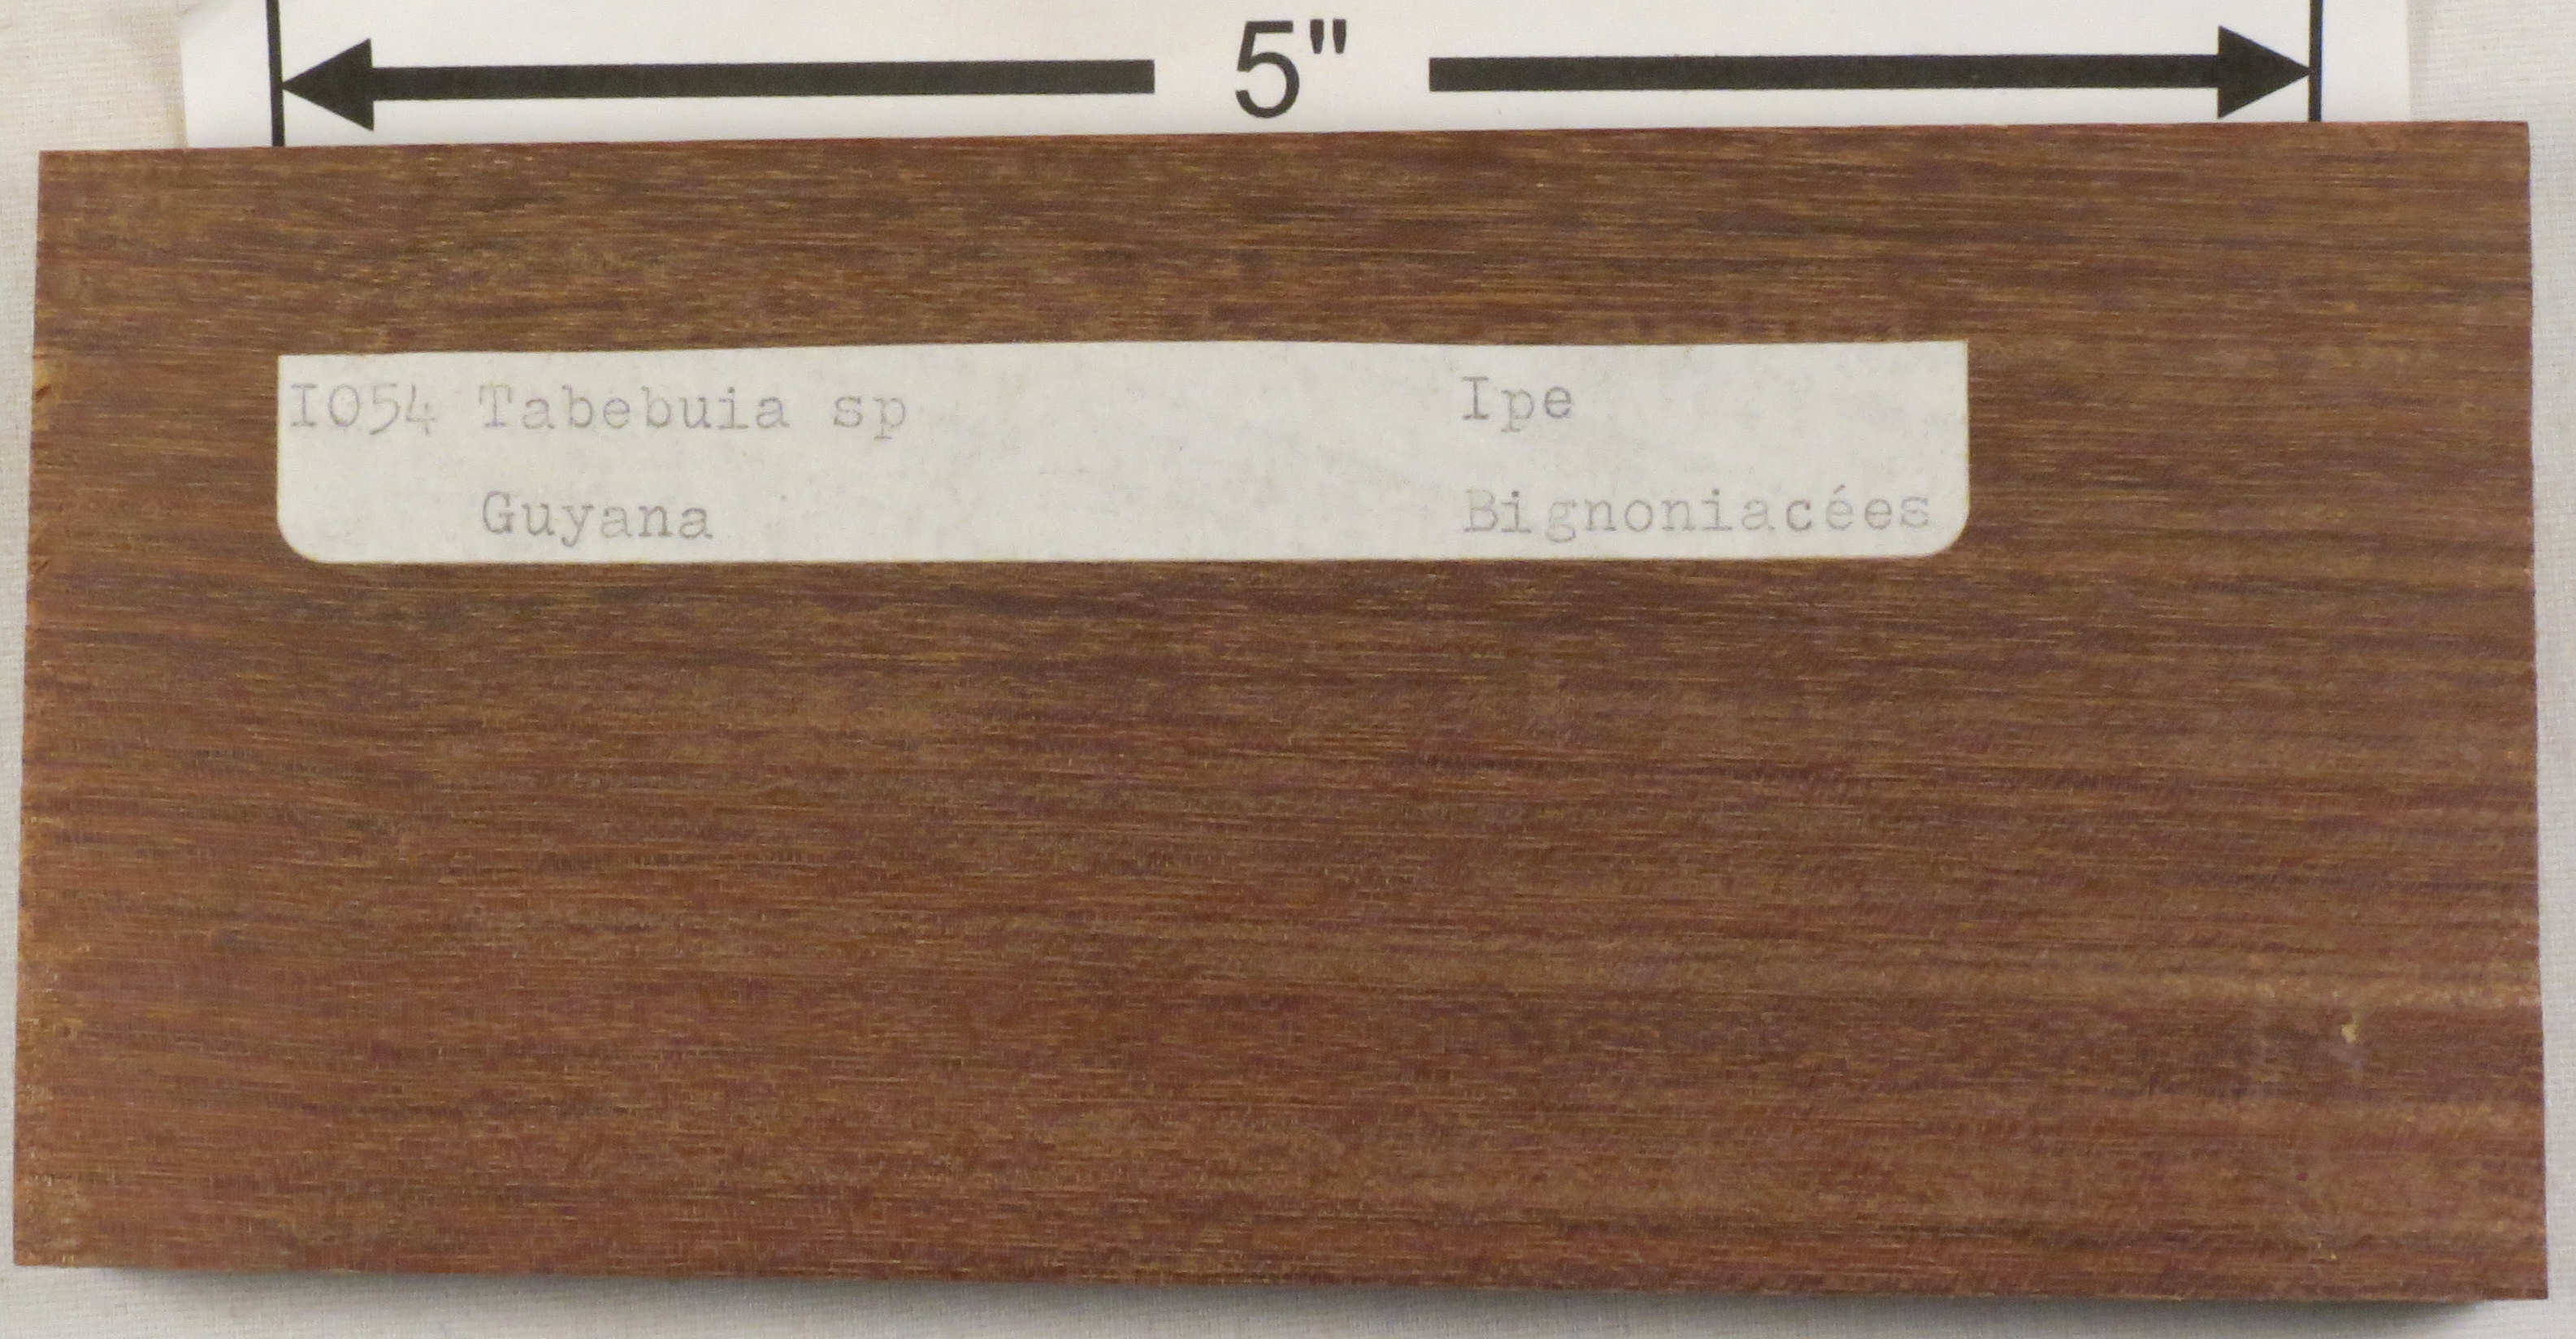 5"
I054 Tabebuia sp Ipe
Guyana Bignoniacées